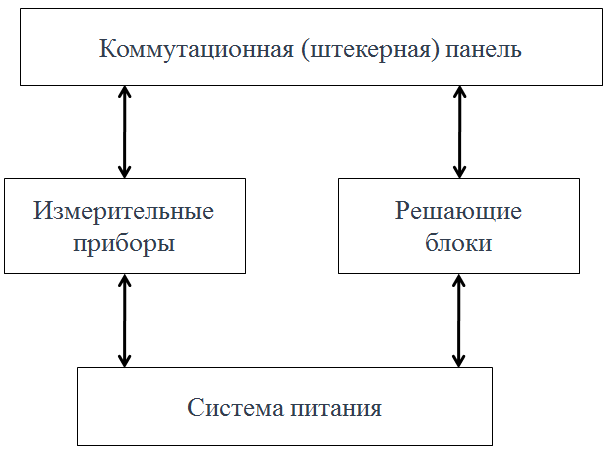 Коммутационная (штекерная) панель
Измерительные
приборы
Решающие
блоки
Система питания